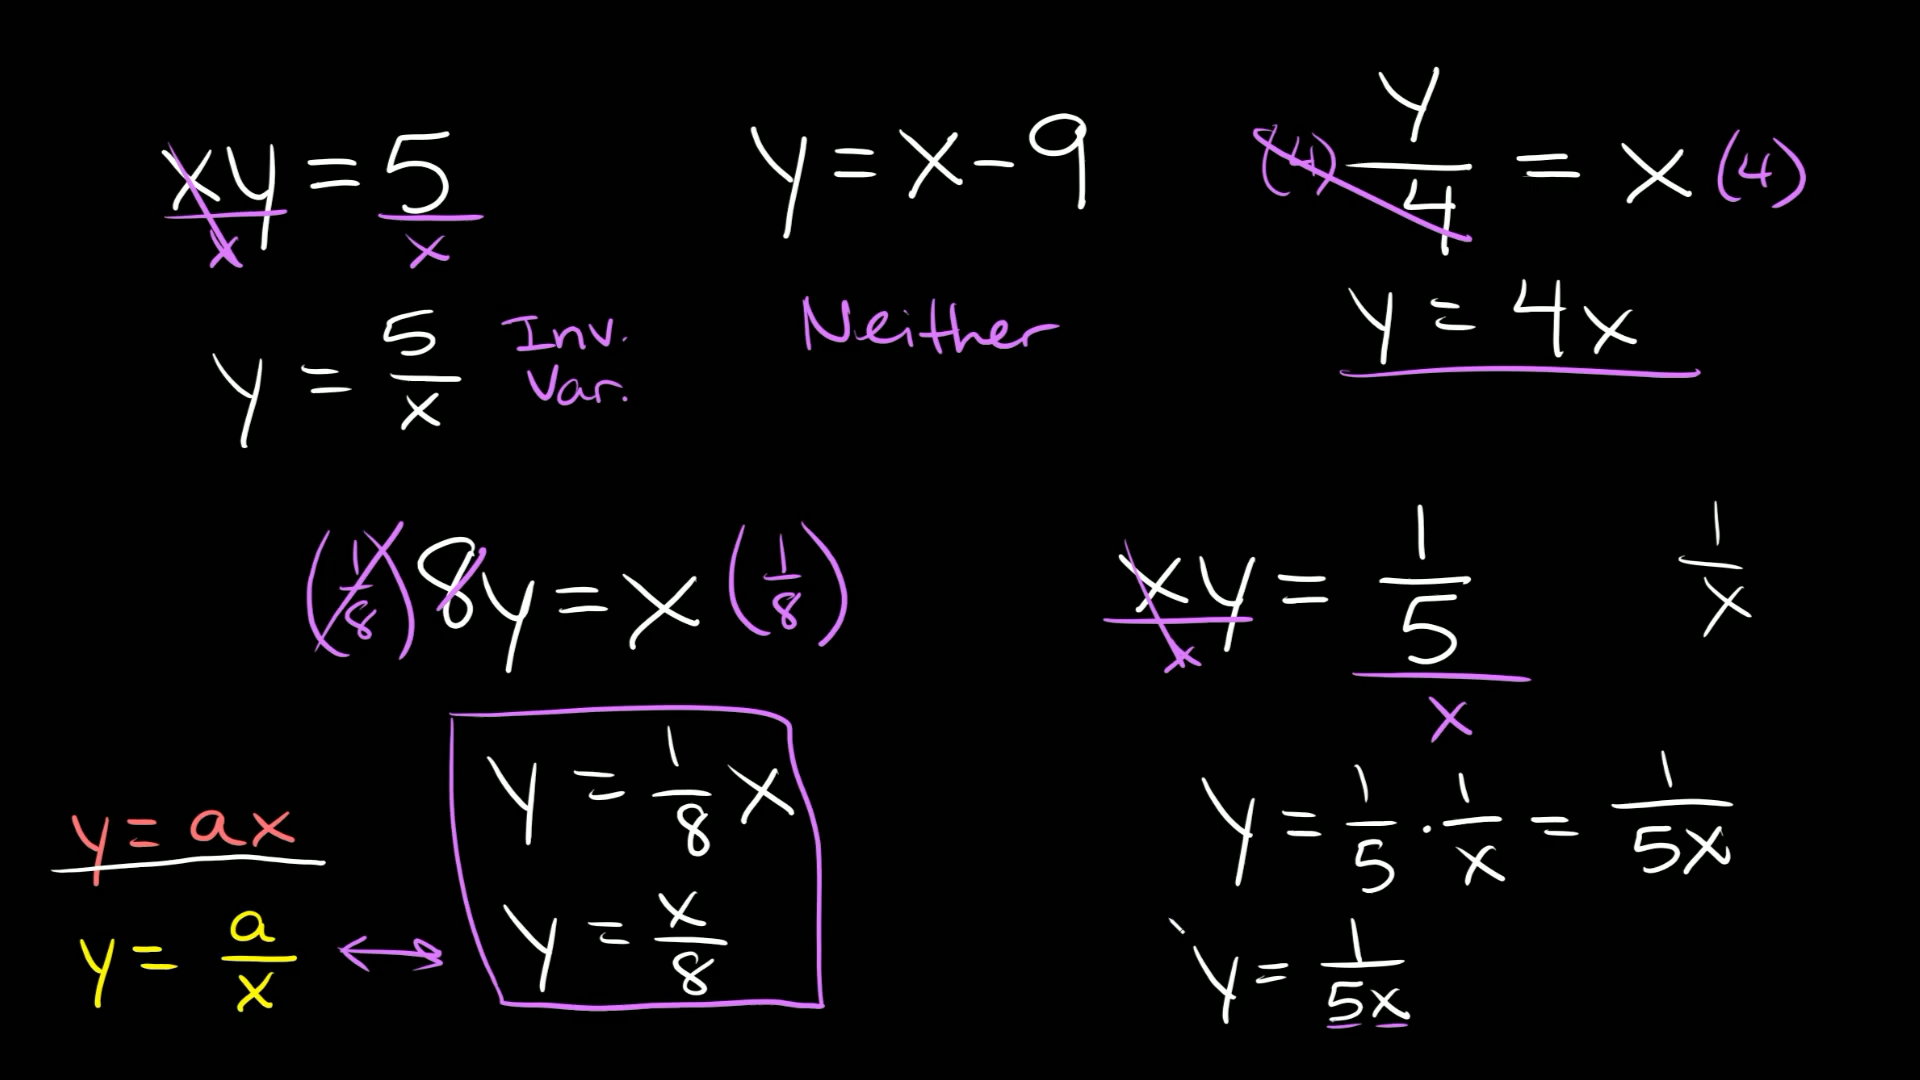 xy = 5
x x
y = 5/x Inv. Var.
y = x - 9
Neither
(4) y/4 = x (4)
y = 4x
(1/8) 8y = x (1/8)
y = 1/8 x
y = x/8
y = ax
y = a/x
xy = 1/5
x x
1/x
y = 1/5 · 1/x = 1/5x
y = 1/5x